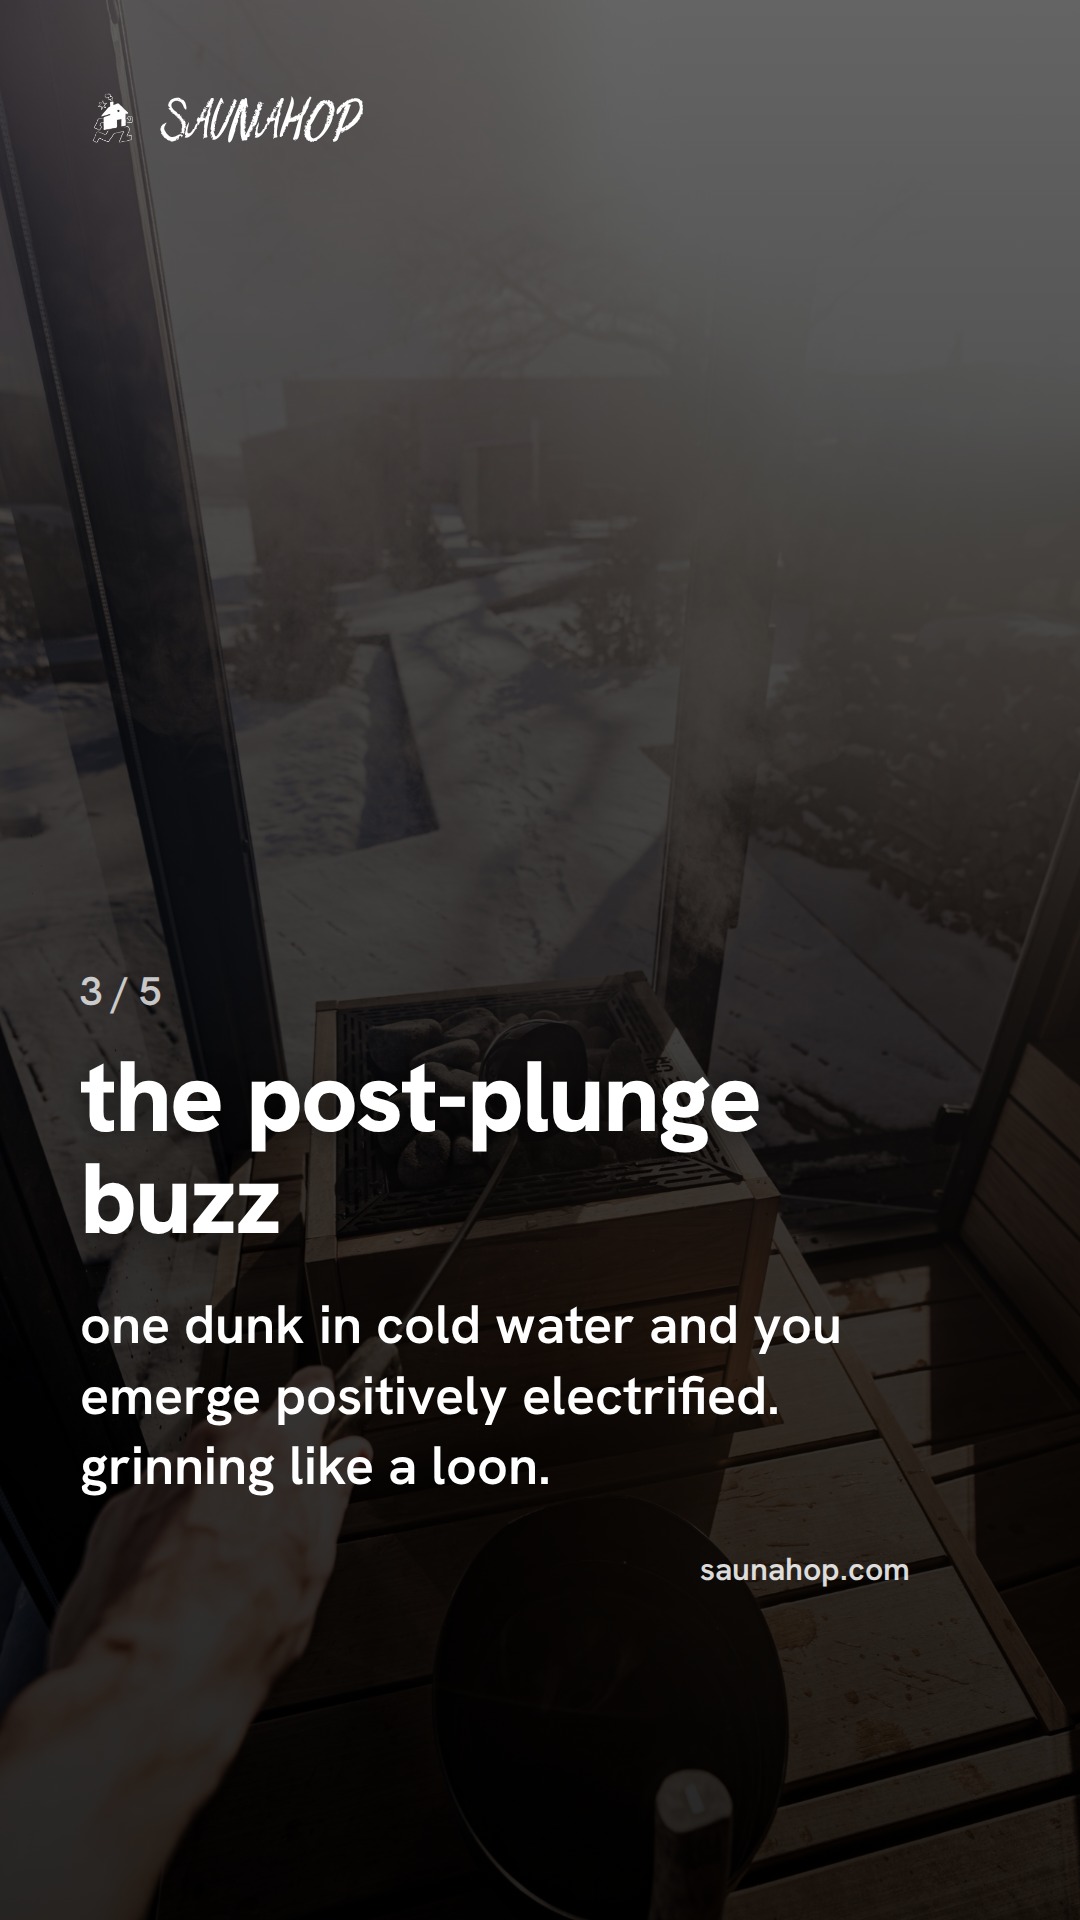 SAUNAHOP
3 / 5
the post-plunge
buzz
one dunk in cold water and you
emerge positively electrified.
grinning like a loon.
saunahop.com